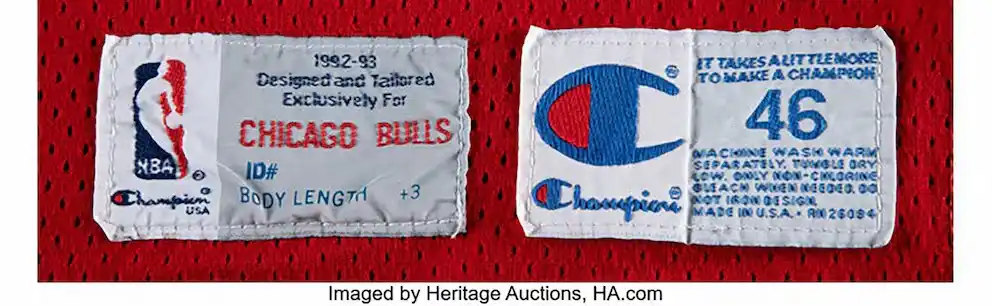 1992-93
Designed and Tailored
Exclusively For
CHICAGO BULLS
ID#
BODY LENGTH +3
NBA ®
Champion
USA
®
IT TAKES A LITTLE MORE
TO MAKE A CHAMPION
46
MACHINE WASH WARM
SEPARATELY. TUMBLE DRY
LOW. ONLY NON-CHLORINE
BLEACH WHEN NEEDED. DO
NOT IRON DESIGN.
MADE IN U.S.A. • RN26094
Champion
Imaged by Heritage Auctions, HA.com